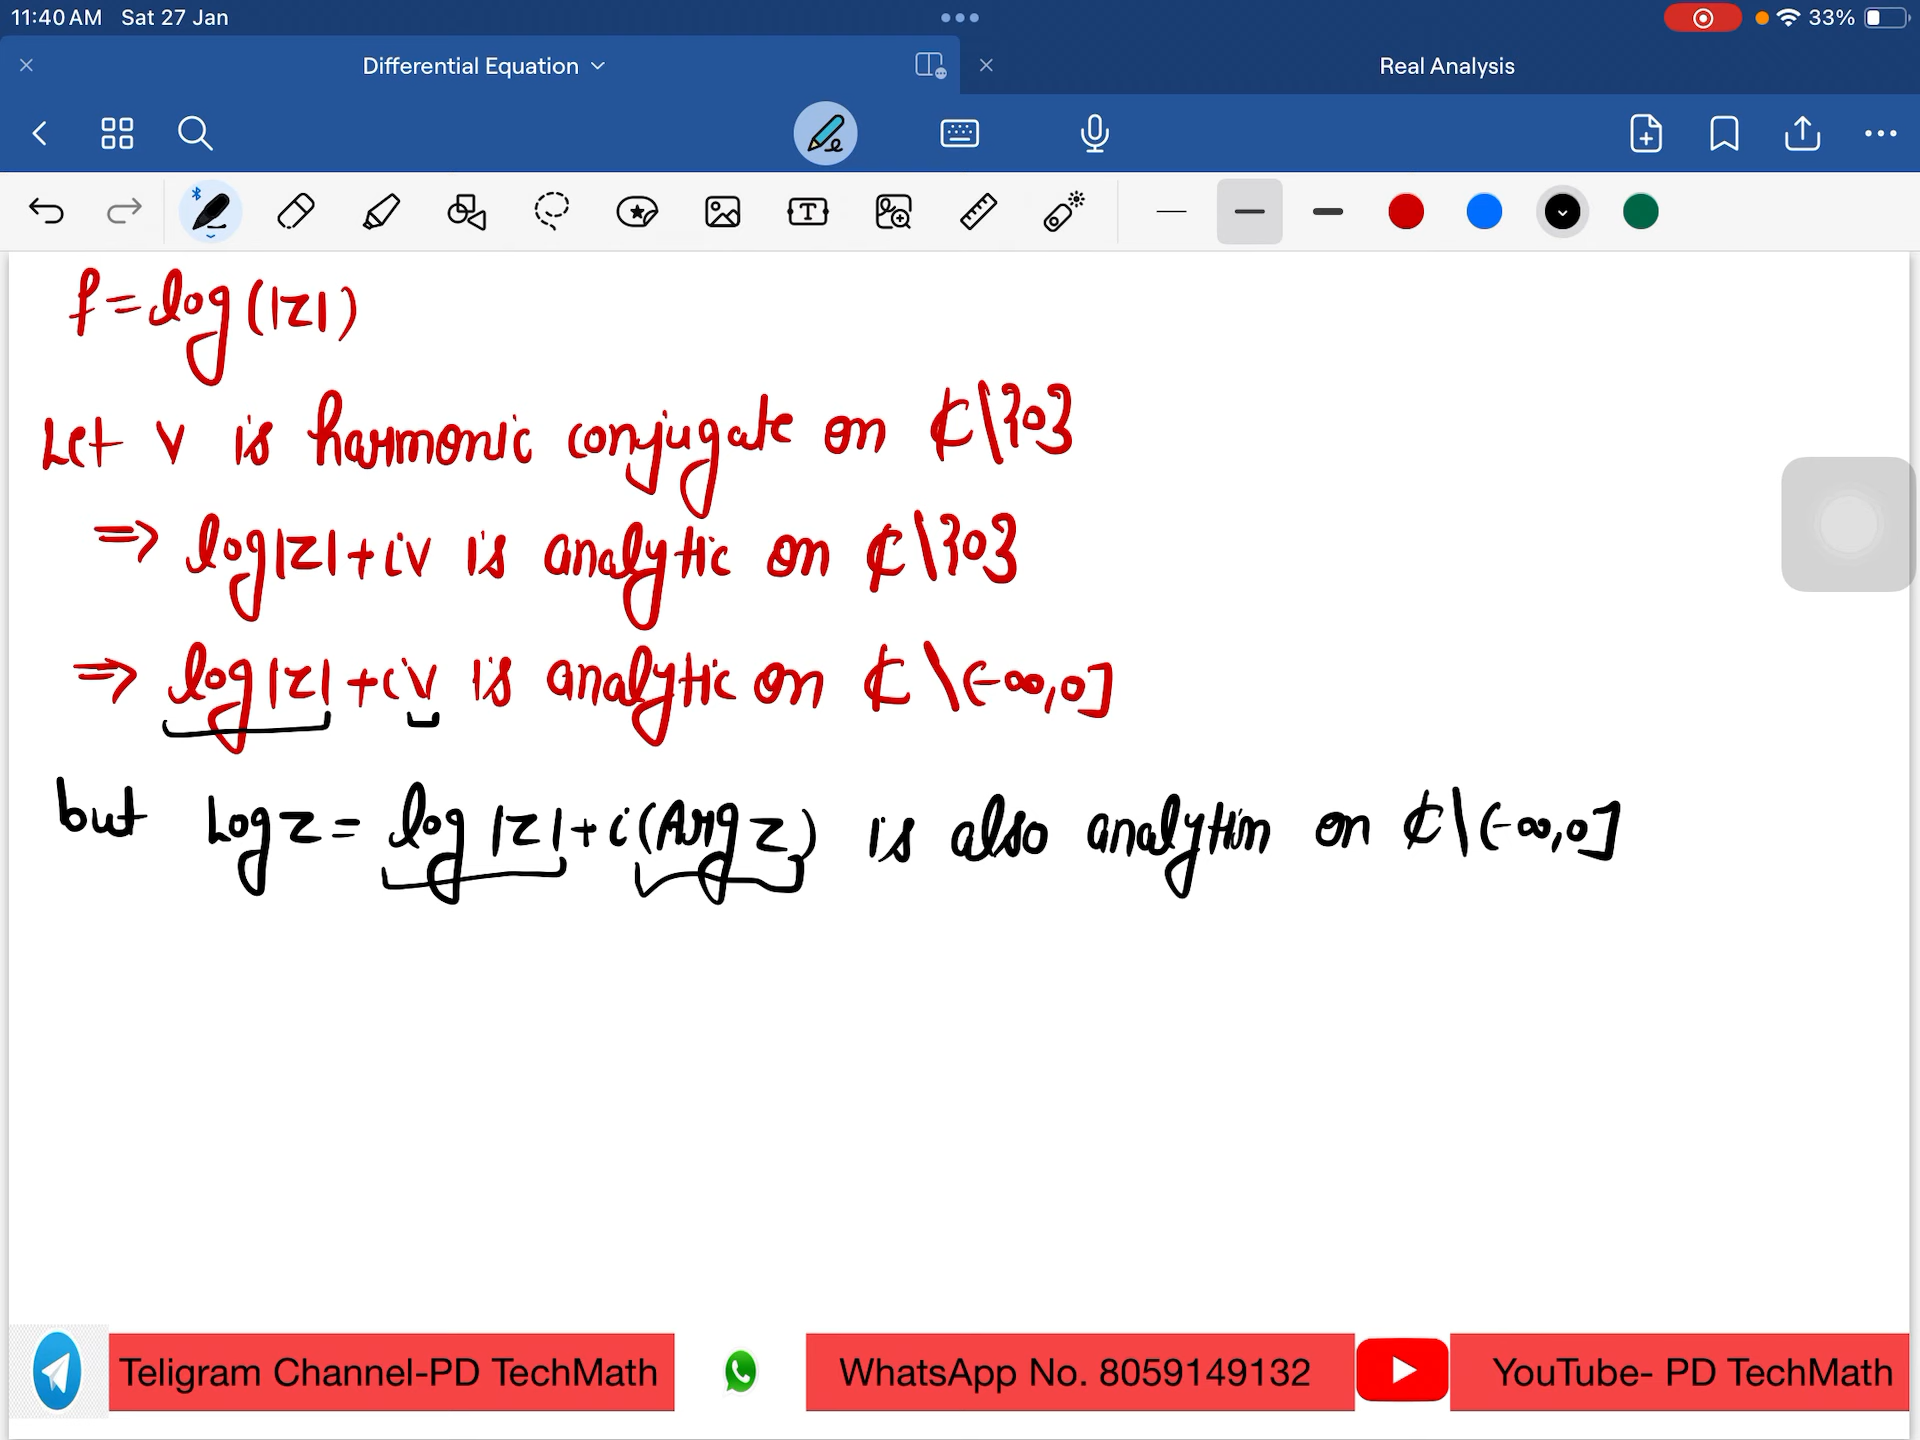 11:40 AM Sat 27 Jan
33%
Differential Equation
Real Analysis
f = log(|z|)
Let v is harmonic conjugate on ℂ\{0}
⇒ log|z|+iv is analytic on ℂ\{0}
⇒ log|z|+iv is analytic on ℂ\(-∞,0]
but Log z = log|z|+i(Arg z) is also analytim on ℂ\(-∞,0]
Teligram Channel-PD TechMath
WhatsApp No. 8059149132
YouTube- PD TechMath